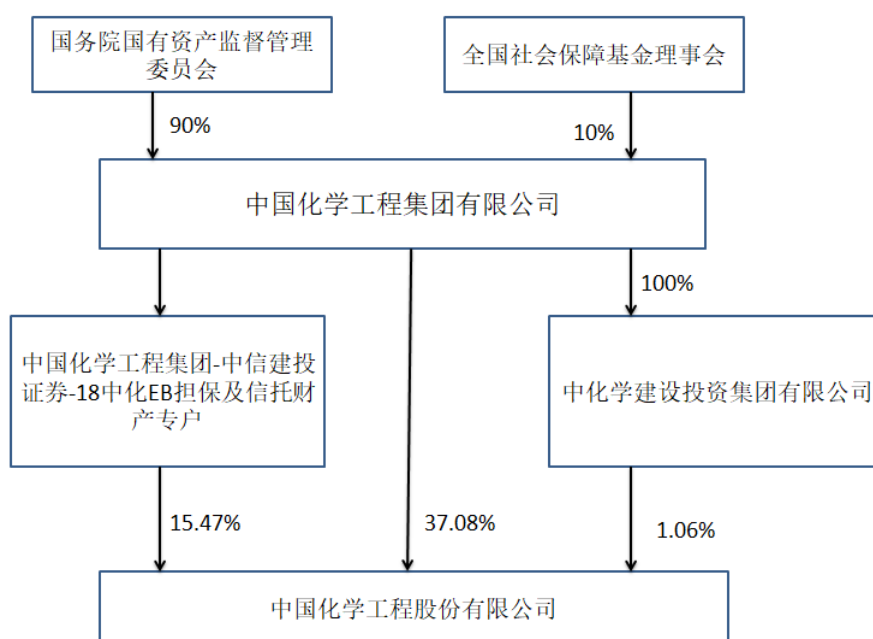 国务院国有资产监督管理
委员会
全国社会保障基金理事会
90%
10%
中国化学工程集团有限公司
100%
中国化学工程集团-中信建投
证券-18中化EB担保及信托财
产专户
中化学建设投资集团有限公司
15.47%
37.08%
1.06%
中国化学工程股份有限公司